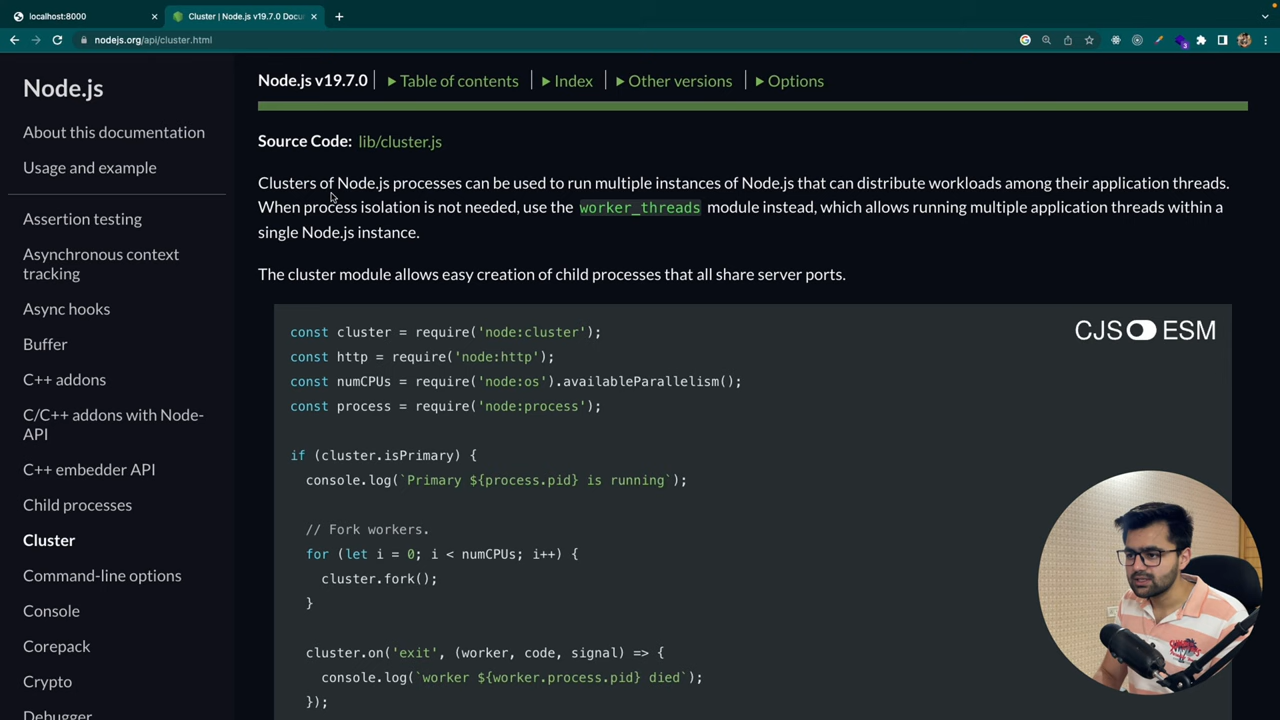 localhost:8000
Cluster | Node.js v19.7.0 Docu
nodejs.org/api/cluster.html
3
Node.js
About this documentation
Usage and example
Assertion testing
Asynchronous context
tracking
Async hooks
Buffer
C++ addons
C/C++ addons with Node-
API
C++ embedder API
Child processes
Cluster
Command-line options
Console
Corepack
Crypto
Debugger
Node.js v19.7.0
Table of contents
Index
Other versions
Options
Source Code: lib/cluster.js
Clusters of Node.js processes can be used to run multiple instances of Node.js that can distribute workloads among their application threads.
When process isolation is not needed, use the worker_threads module instead, which allows running multiple application threads within a
single Node.js instance.
The cluster module allows easy creation of child processes that all share server ports.
CJS ESM
const cluster = require('node:cluster');
const http = require('node:http');
const numCPUs = require('node:os').availableParallelism();
const process = require('node:process');
if (cluster.isPrimary) {
console.log(`Primary ${process.pid} is running`);
// Fork workers.
for (let i = 0; i < numCPUs; i++) {
cluster.fork();
}
cluster.on('exit', (worker, code, signal) => {
console.log(`worker ${worker.process.pid} died`);
});